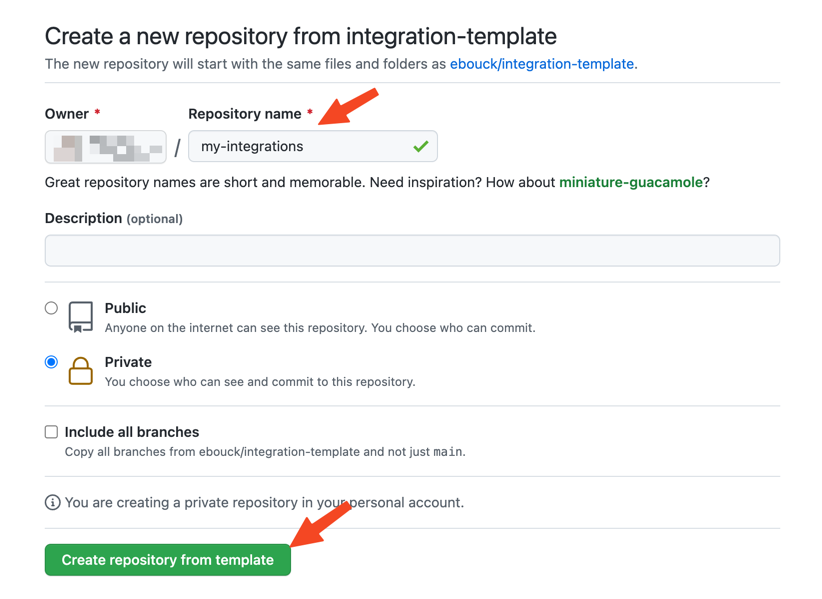 Create a new repository from integration-template
The new repository will start with the same files and folders as ebouck/integration-template.
Owner * Repository name *
/ my-integrations
Great repository names are short and memorable. Need inspiration? How about miniature-guacamole?
Description (optional)
Public
Anyone on the internet can see this repository. You choose who can commit.
Private
You choose who can see and commit to this repository.
Include all branches
Copy all branches from ebouck/integration-template and not just main.
You are creating a private repository in your personal account.
Create repository from template